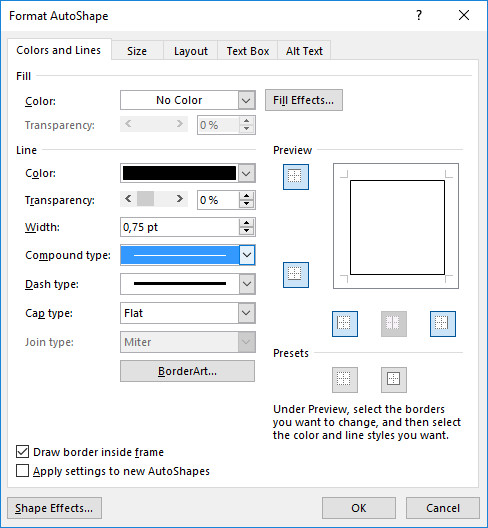 Format AutoShape ? ×
Colors and Lines Size Layout Text Box Alt Text
Fill
Color: No Color Fill Effects...
Transparency: 0 %
Line Preview
Color:
Transparency: 0 %
Width: 0,75 pt
Compound type:
Dash type:
Cap type: Flat
Join type: Miter
Presets
BorderArt...
Under Preview, select the borders
you want to change, and then select
the color and line styles you want.
Draw border inside frame
Apply settings to new AutoShapes
Shape Effects... OK Cancel